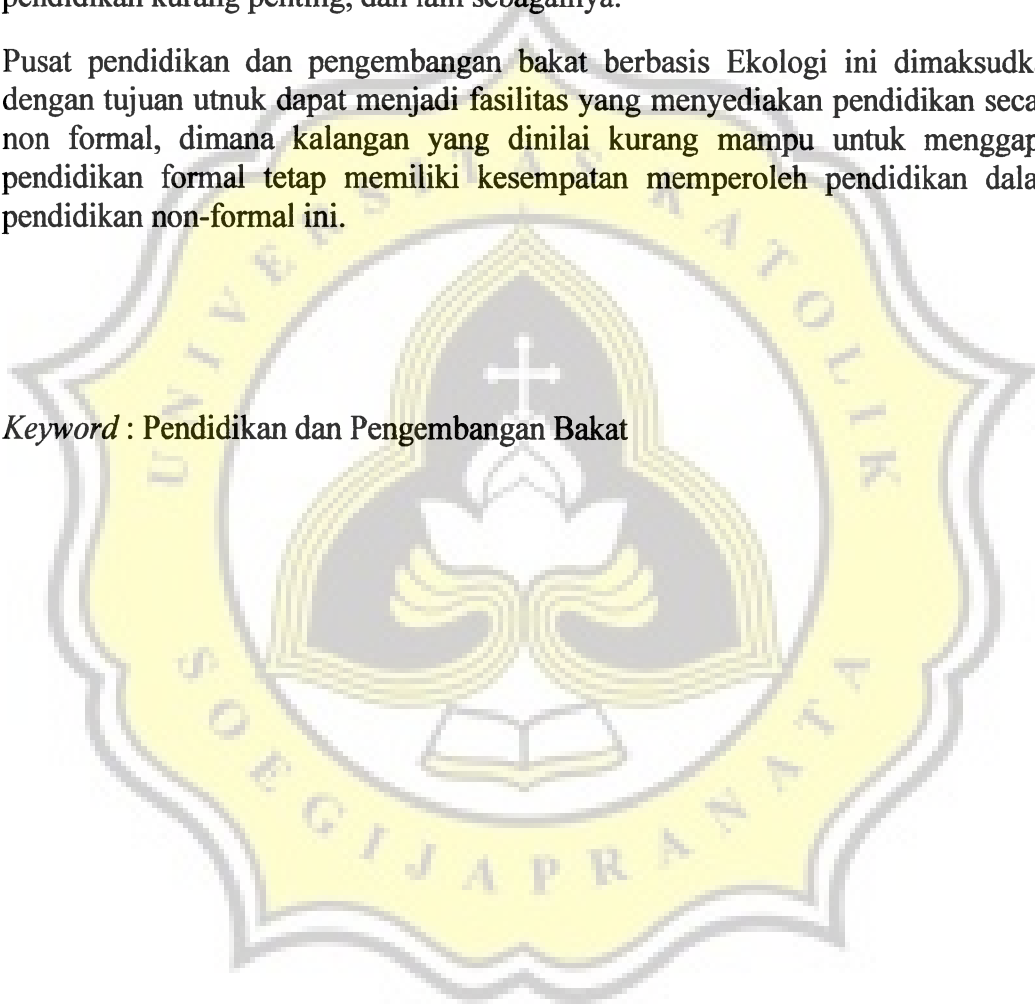 pendidikan kurang penting, dan lain sebagainya.
Pusat pendidikan dan pengembangan bakat berbasis Ekologi ini dimaksudk
dengan tujuan utnuk dapat menjadi fasilitas yang menyediakan pendidikan seca
non formal, dimana kalangan yang dinilai kurang mampu untuk menggap
pendidikan formal tetap memiliki kesempatan memperoleh pendidikan dala
pendidikan non-formal ini.
UNIVERSITAS KATOLIK
Keyword : Pendidikan dan Pengembangan Bakat
SOEGIJAPRANATA